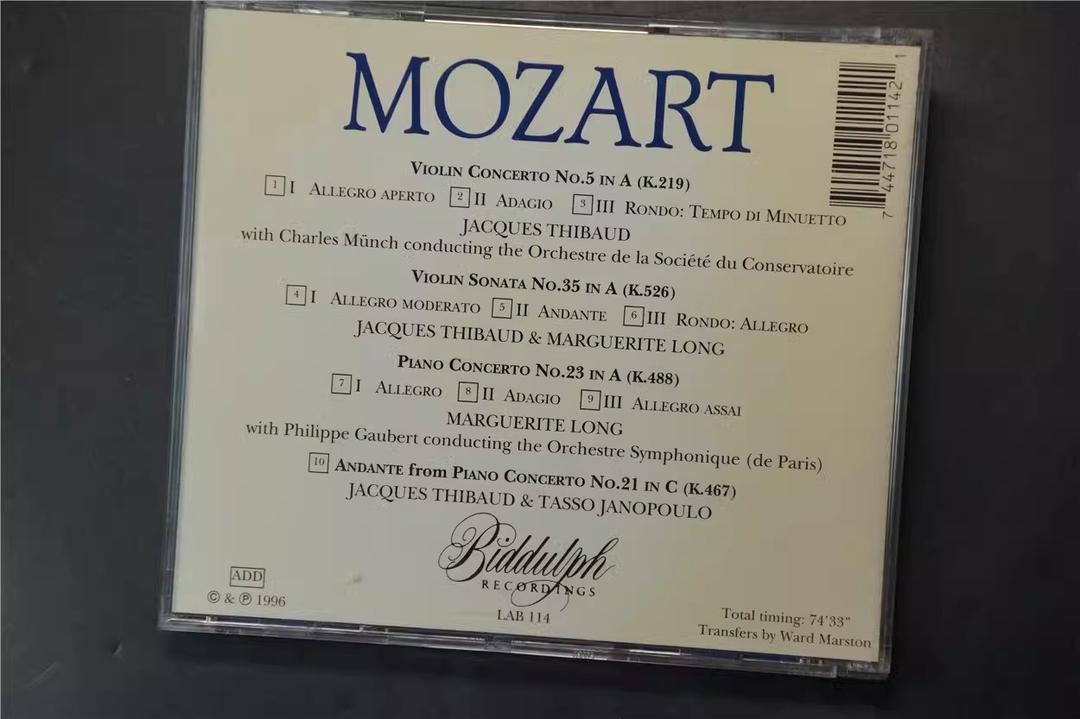 MOZART
7 44718 01142 1
VIOLIN CONCERTO NO.5 IN A (K.219)
1 I ALLEGRO APERTO 2 II ADAGIO 3 III RONDO: TEMPO DI MINUETTO
JACQUES THIBAUD
with Charles Münch conducting the Orchestre de la Société du Conservatoire
VIOLIN SONATA NO.35 IN A (K.526)
4 I ALLEGRO MODERATO 5 II ANDANTE 6 III RONDO: ALLEGRO
JACQUES THIBAUD & MARGUERITE LONG
PIANO CONCERTO NO.23 IN A (K.488)
7 I ALLEGRO 8 II ADAGIO 9 III ALLEGRO ASSAI
MARGUERITE LONG
with Philippe Gaubert conducting the Orchestre Symphonique (de Paris)
10 ANDANTE from PIANO CONCERTO NO.21 IN C (K.467)
JACQUES THIBAUD & TASSO JANOPOULO
Biddulph
RECORDINGS
LAB 114
ADD
© & ℗ 1996
Total timing: 74'33"
Transfers by Ward Marston